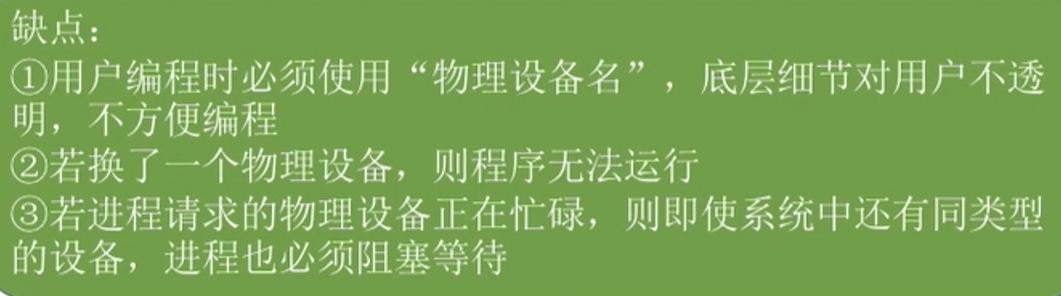 缺点：
①用户编程时必须使用“物理设备名”，底层细节对用户不透
明，不方便编程
②若换了一个物理设备，则程序无法运行
③若进程请求的物理设备正在忙碌，则即使系统中还有同类型
的设备，进程也必须阻塞等待